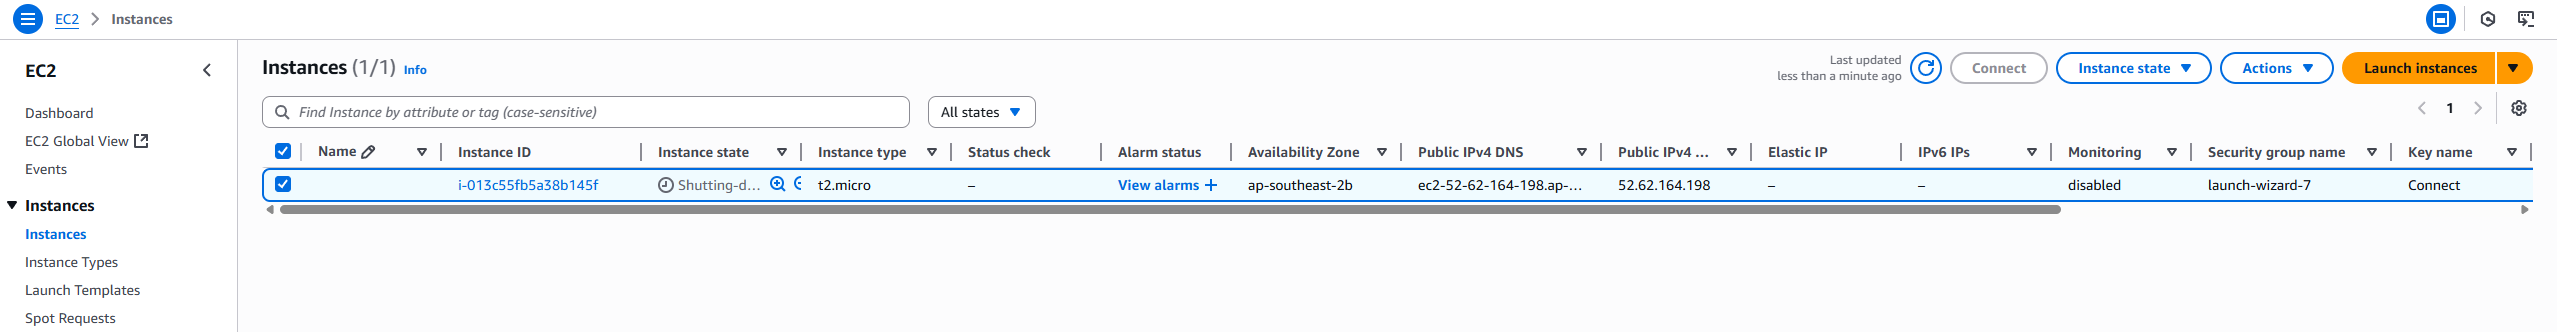 EC2 > Instances
EC2
Dashboard
EC2 Global View
Events
Instances
Instances
Instance Types
Launch Templates
Spot Requests
Instances (1/1) Info
Last updated
less than a minute ago
Connect
Instance state
Actions
Launch instances
Find Instance by attribute or tag (case-sensitive)
All states
1
Name Instance ID Instance state Instance type Status check Alarm status Availability Zone Public IPv4 DNS Public IPv4 ... Elastic IP IPv6 IPs Monitoring Security group name Key name
i-013c55fb5a38b145f Shutting-d... t2.micro – View alarms + ap-southeast-2b ec2-52-62-164-198.ap-... 52.62.164.198 – – disabled launch-wizard-7 Connect